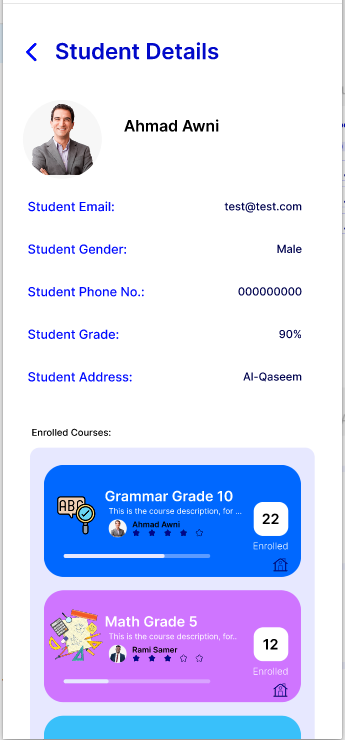 Student Details
Ahmad Awni
Student Email: test@test.com
Student Gender: Male
Student Phone No.: 000000000
Student Grade: 90%
Student Address: Al-Qaseem
Enrolled Courses:
ABC
Grammar Grade 10
This is the course description, for ...
Ahmad Awni
22
Enrolled
Math Grade 5
This is the course description, for..
Rami Samer
12
Enrolled